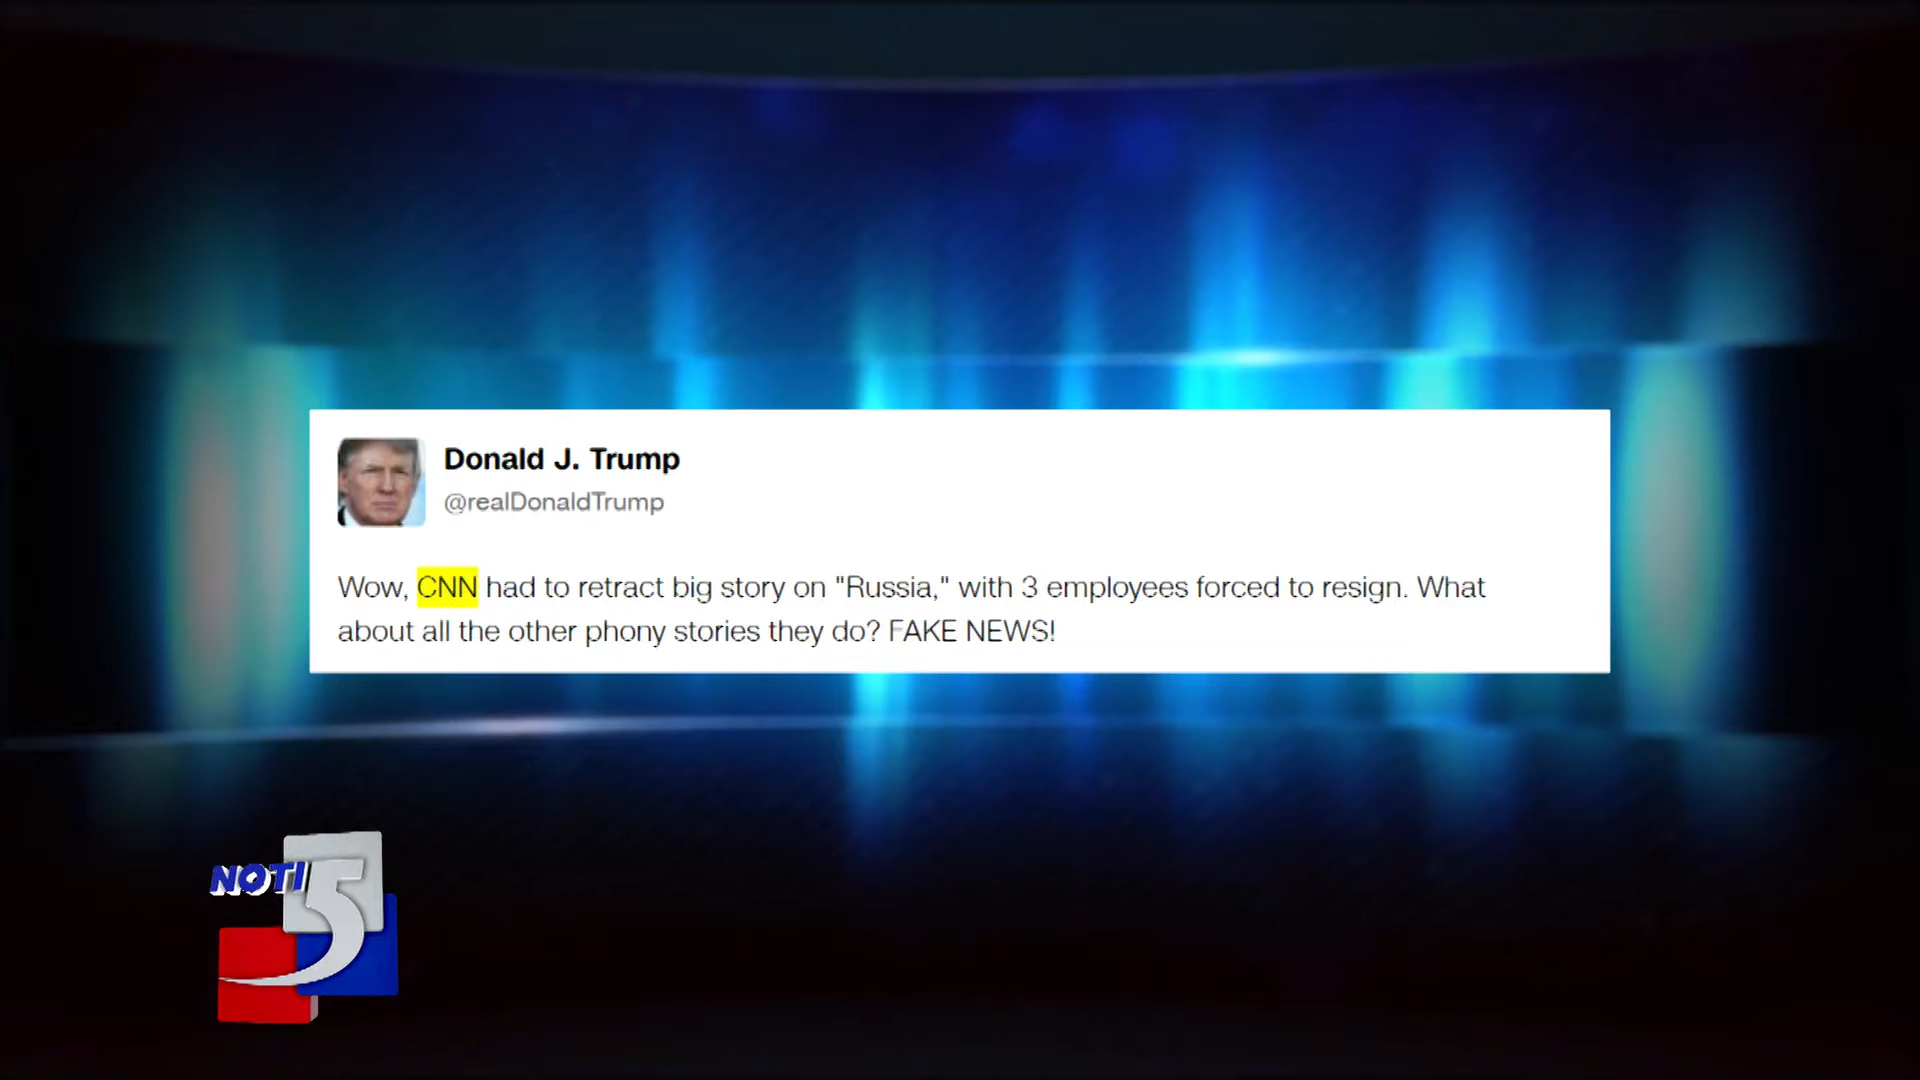 Donald J. Trump
@realDonaldTrump
Wow, CNN had to retract big story on "Russia," with 3 employees forced to resign. What
about all the other phony stories they do? FAKE NEWS!
NOTI
5